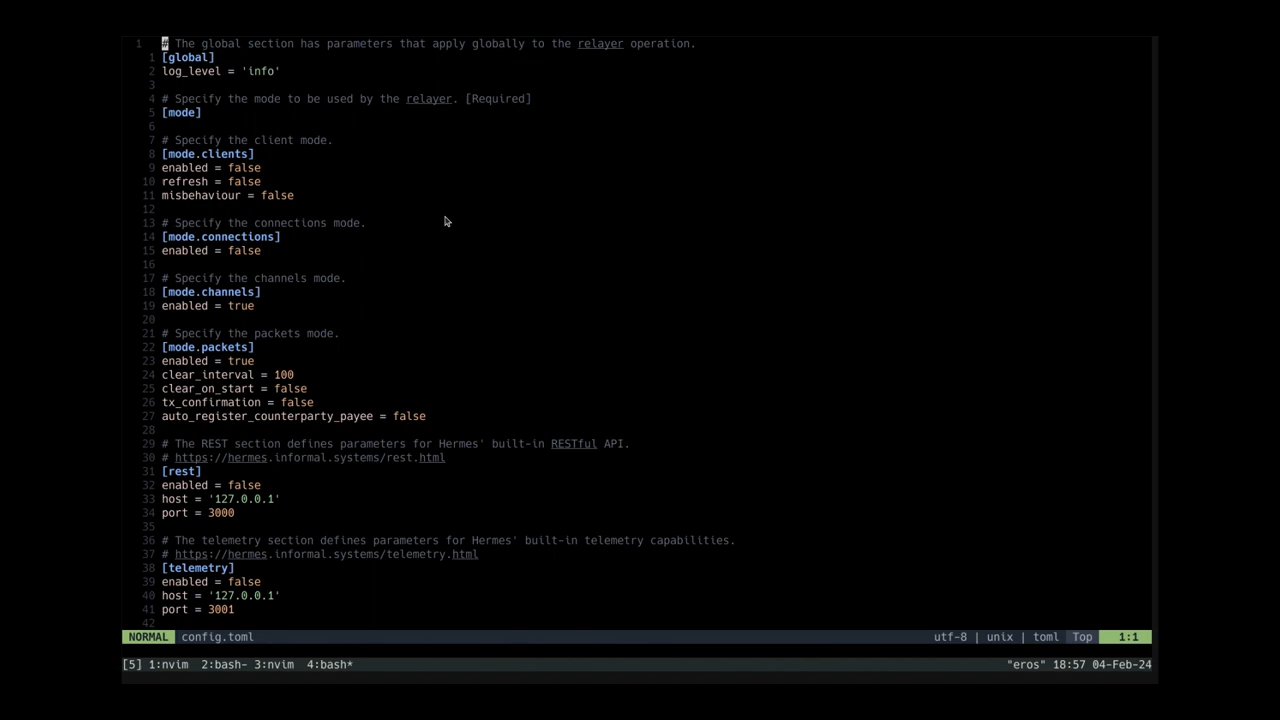 1 # The global section has parameters that apply globally to the relayer operation.
1 [global]
2 log_level = 'info'
3
4 # Specify the mode to be used by the relayer. [Required]
5 [mode]
6
7 # Specify the client mode.
8 [mode.clients]
9 enabled = false
10 refresh = false
11 misbehaviour = false
12
13 # Specify the connections mode.
14 [mode.connections]
15 enabled = false
16
17 # Specify the channels mode.
18 [mode.channels]
19 enabled = true
20
21 # Specify the packets mode.
22 [mode.packets]
23 enabled = true
24 clear_interval = 100
25 clear_on_start = false
26 tx_confirmation = false
27 auto_register_counterparty_payee = false
28
29 # The REST section defines parameters for Hermes' built-in RESTful API.
30 # https://hermes.informal.systems/rest.html
31 [rest]
32 enabled = false
33 host = '127.0.0.1'
34 port = 3000
35
36 # The telemetry section defines parameters for Hermes' built-in telemetry capabilities.
37 # https://hermes.informal.systems/telemetry.html
38 [telemetry]
39 enabled = false
40 host = '127.0.0.1'
41 port = 3001
42
NORMAL config.toml utf-8 | unix | toml Top 1:1
[5] 1:nvim 2:bash- 3:nvim 4:bash* "eros" 18:57 04-Feb-24